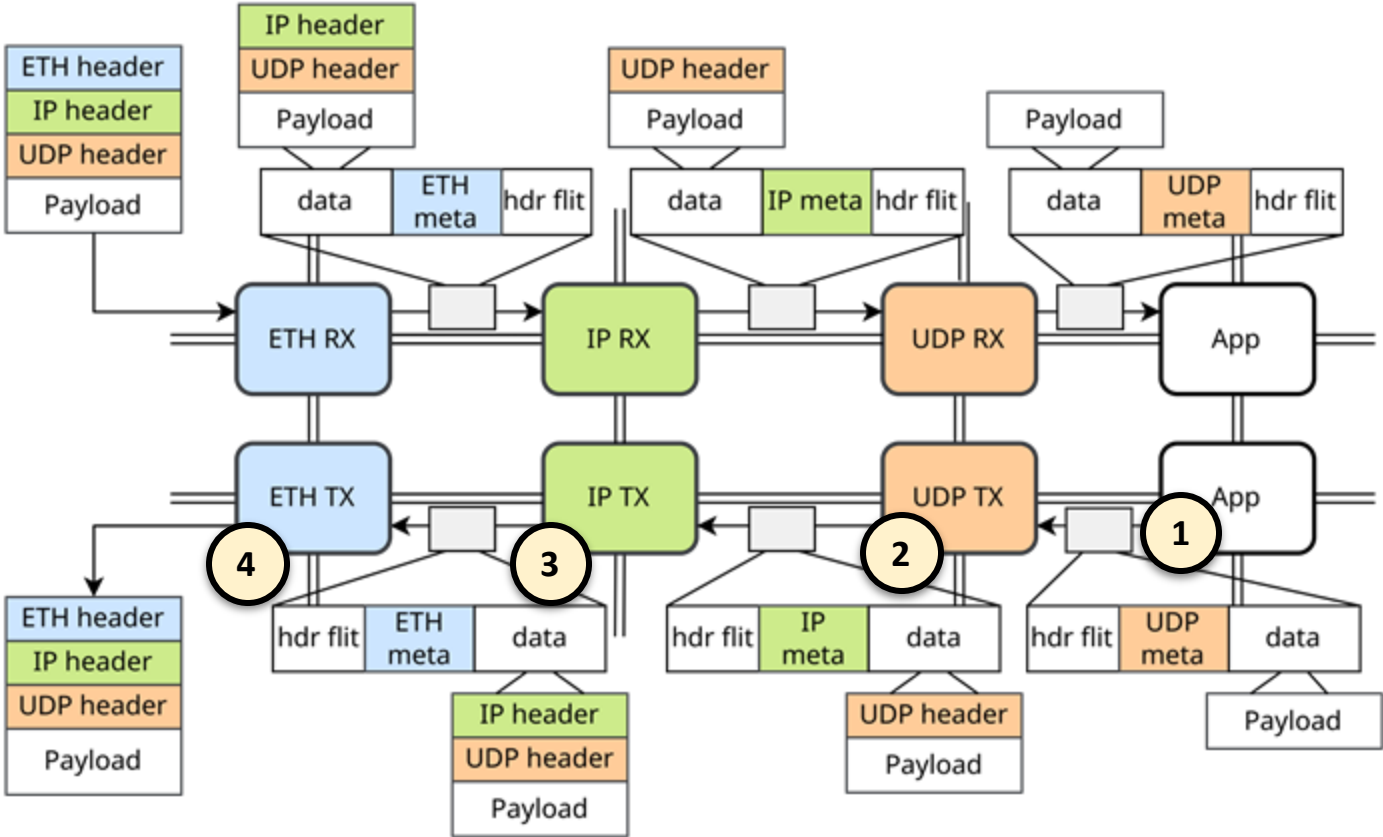 ETH header
IP header
UDP header
Payload
IP header
UDP header
Payload
data
ETH
meta
hdr flit
UDP header
Payload
data
IP meta
hdr flit
Payload
data
UDP
meta
hdr flit
ETH RX
IP RX
UDP RX
App
ETH TX
IP TX
UDP TX
App
4
3
2
1
ETH header
IP header
UDP header
Payload
hdr flit
ETH
meta
data
IP header
UDP header
Payload
hdr flit
IP
meta
data
UDP header
Payload
hdr flit
UDP
meta
data
Payload